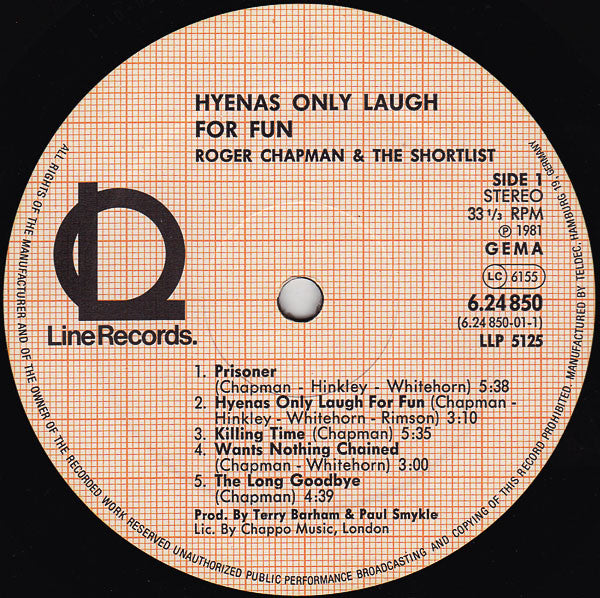 HYENAS ONLY LAUGH
FOR FUN
ROGER CHAPMAN & THE SHORTLIST
SIDE 1
STEREO
33 1/3 RPM
℗ 1981
GEMA
LC 6155
6.24 850
(6.24 850-01-1)
LLP 5125
Line Records.
1. Prisoner
(Chapman - Hinkley - Whitehorn) 5:38
2. Hyenas Only Laugh For Fun (Chapman -
Hinkley - Whitehorn - Rimson) 3:10
3. Killing Time (Chapman) 5:35
4. Wants Nothing Chained
(Chapman - Whitehorn) 3:00
5. The Long Goodbye
(Chapman) 4:39
Prod. By Terry Barham & Paul Smykle
Lic. By Chappo Music, London
ALL RIGHTS OF THE MANUFACTURER AND OF THE OWNER OF THE RECORDED WORK RESERVED UNAUTHORIZED PUBLIC PERFORMANCE BROADCASTING AND COPYING OF THIS RECORD PROHIBITED. MANUFACTURED BY TELDEC, HAMBURG 19, GERMANY